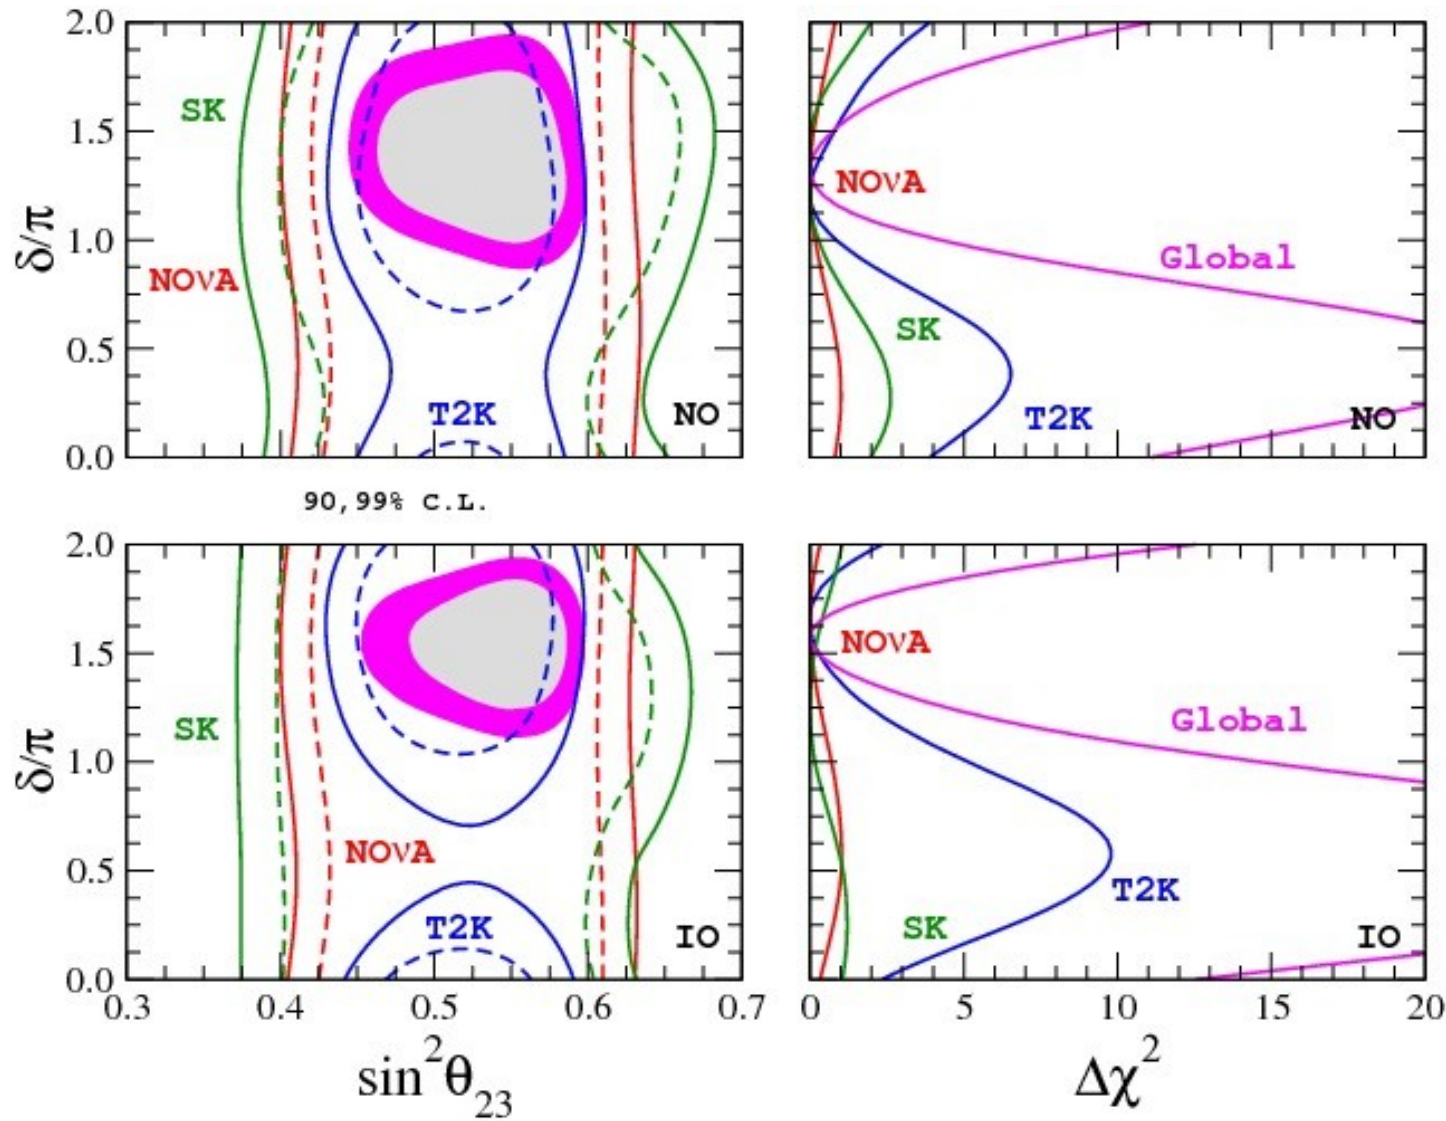 2.0
SK
1.5
NOνA
δ/π
1.0
Global
NOνA
SK
0.5
T2K
NO
T2K
NO
0.0
90,99% C.L.
2.0
NOνA
1.5
SK
Global
δ/π
1.0
NOνA
0.5
T2K
T2K
IO
SK
IO
0.0
0.3 0.4 0.5 0.6 0.7 0 5 10 15 20
sin²θ₂₃ Δχ²